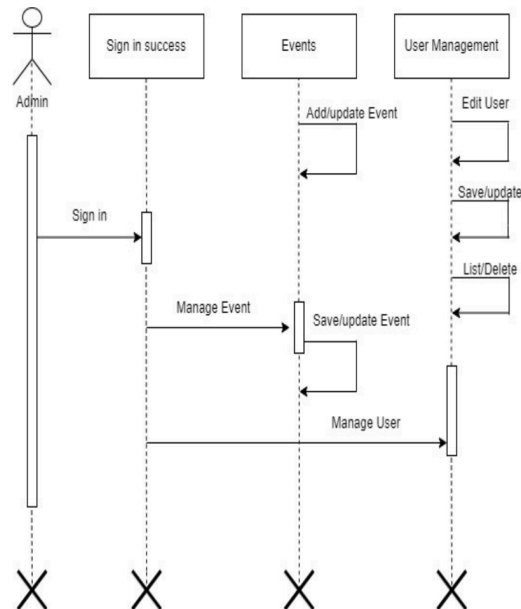 Sign in success
Events
User Management
Admin
Add/update Event
Edit User
Save/update
Sign in
List/Delete
Manage Event
Save/update Event
Manage User